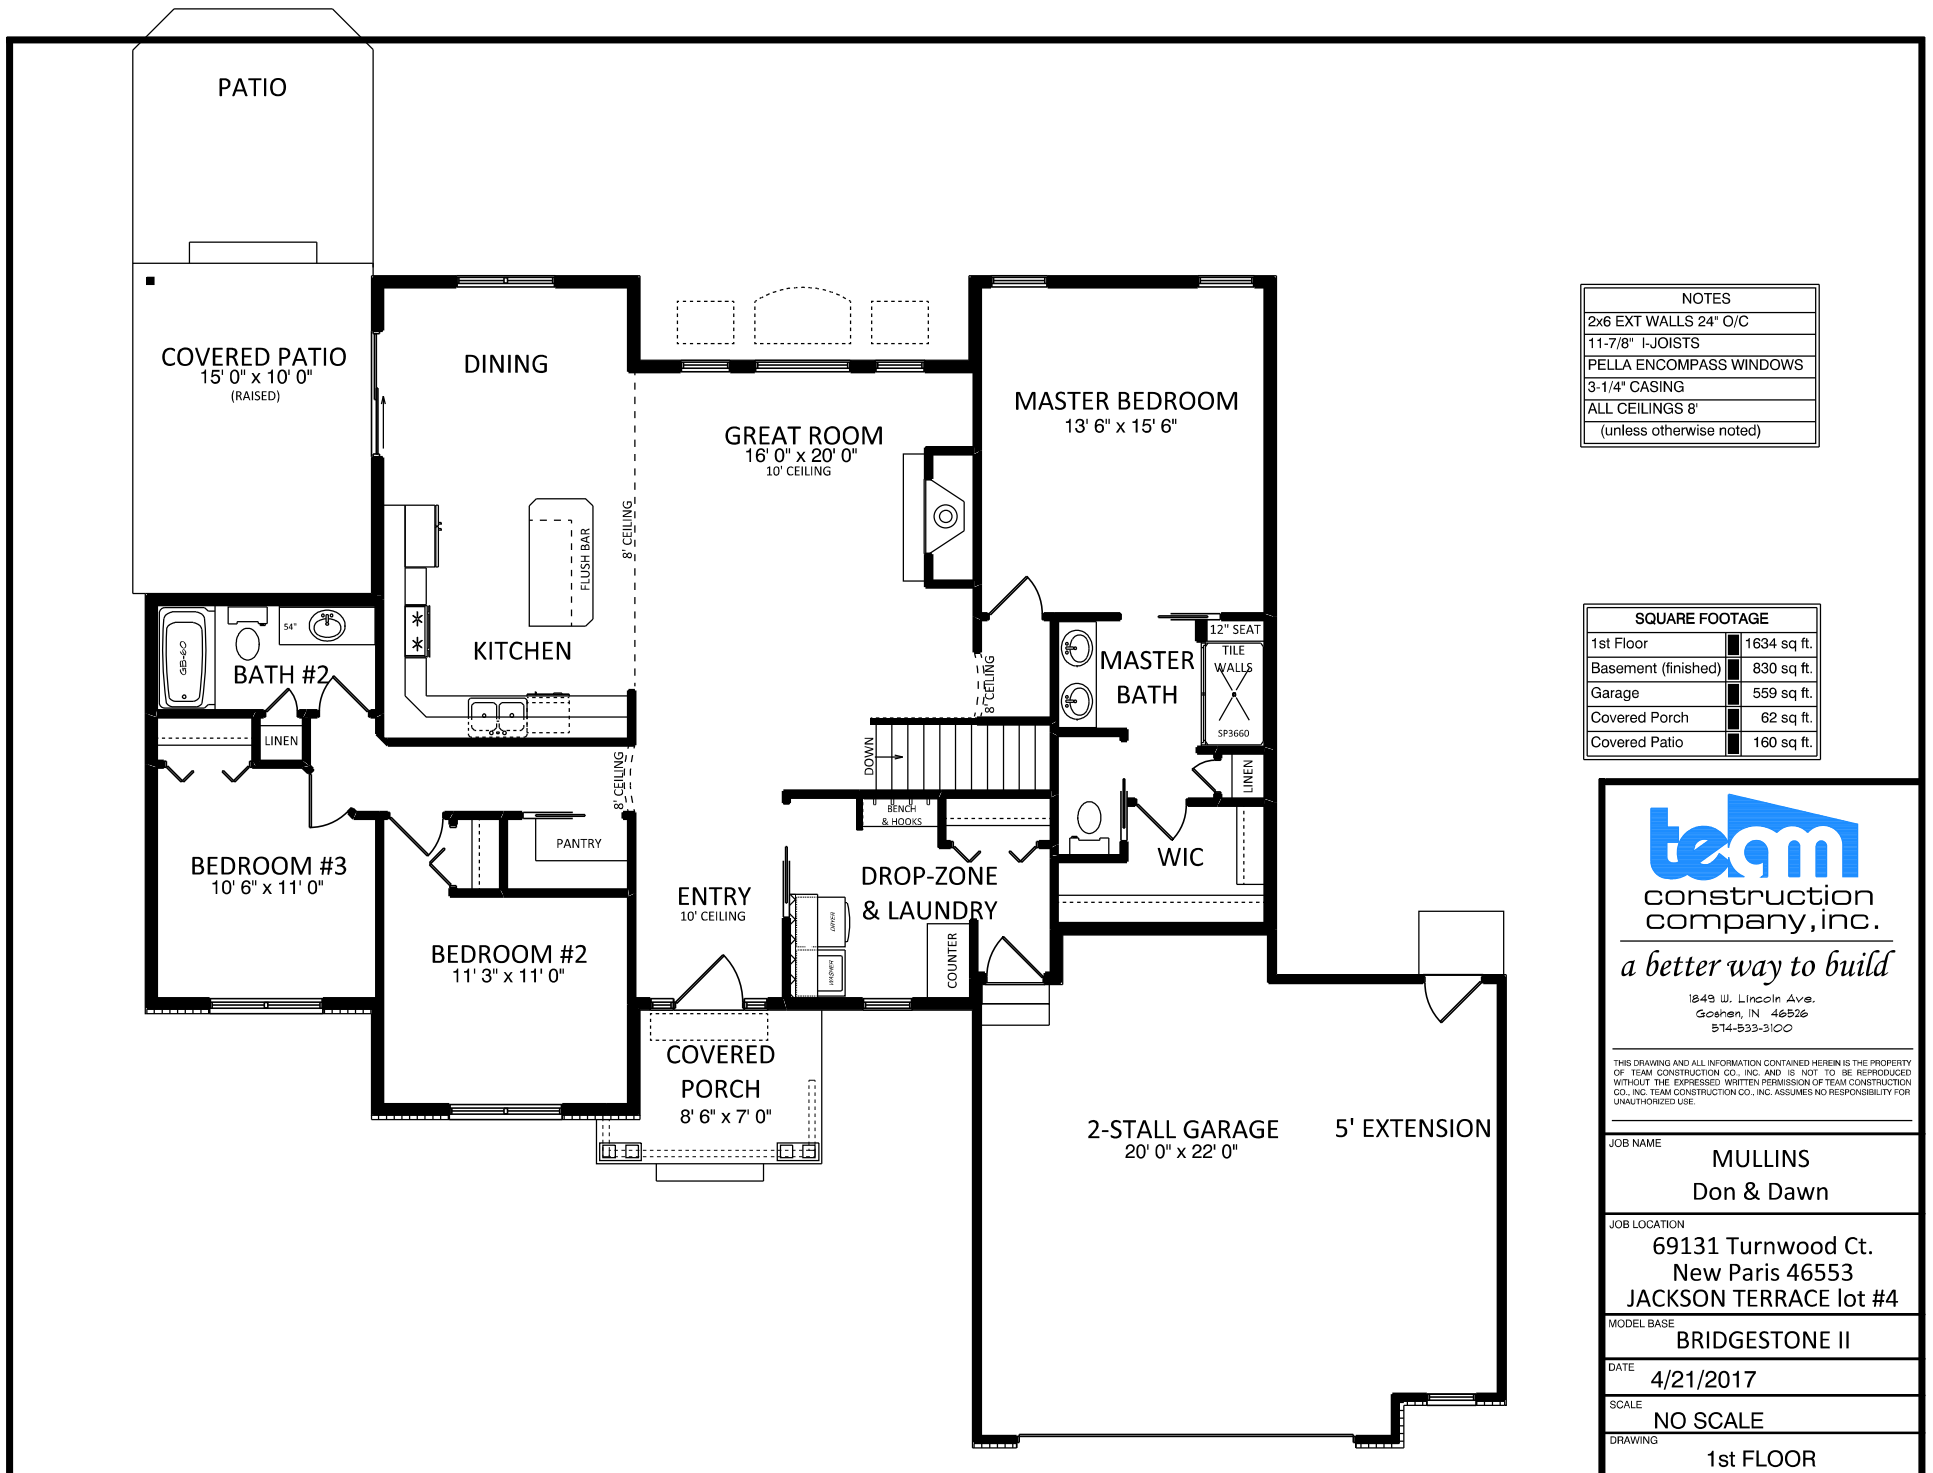 PATIO
COVERED PATIO
15' 0" x 10' 0"
(RAISED)
DINING
GREAT ROOM
16' 0" x 20' 0"
10' CEILING
MASTER BEDROOM
13' 6" x 15' 6"
8' CEILING
FLUSH BAR
KITCHEN
54"
GB-60
BATH #2
LINEN
8' CEILING
8' CEILING
12" SEAT
TILE
WALLS
SP3660
MASTER
BATH
LINEN
DOWN
BENCH
& HOOKS
PANTRY
WIC
BEDROOM #3
10' 6" x 11' 0"
DROP-ZONE
& LAUNDRY
ENTRY
10' CEILING
DRYER
WASHER
COUNTER
BEDROOM #2
11' 3" x 11' 0"
COVERED
PORCH
8' 6" x 7' 0"
2-STALL GARAGE
20' 0" x 22' 0"
5' EXTENSION
NOTES
2x6 EXT WALLS 24" O/C
11-7/8" I-JOISTS
PELLA ENCOMPASS WINDOWS
3-1/4" CASING
ALL CEILINGS 8'
(unless otherwise noted)
SQUARE FOOTAGE
1st Floor 1634 sq ft.
Basement (finished) 830 sq ft.
Garage 559 sq ft.
Covered Porch 62 sq ft.
Covered Patio 160 sq ft.
team
construction
company,inc.
a better way to build
1849 W. Lincoln Ave.
Goshen, IN 46526
574-533-3100
THIS DRAWING AND ALL INFORMATION CONTAINED HEREIN IS THE PROPERTY
OF TEAM CONSTRUCTION CO., INC. AND IS NOT TO BE REPRODUCED
WITHOUT THE EXPRESSED WRITTEN PERMISSION OF TEAM CONSTRUCTION
CO., INC. TEAM CONSTRUCTION CO., INC. ASSUMES NO RESPONSIBILITY FOR
UNAUTHORIZED USE.
JOB NAME
MULLINS
Don & Dawn
JOB LOCATION
69131 Turnwood Ct.
New Paris 46553
JACKSON TERRACE lot #4
MODEL BASE
BRIDGESTONE II
DATE
4/21/2017
SCALE
NO SCALE
DRAWING
1st FLOOR